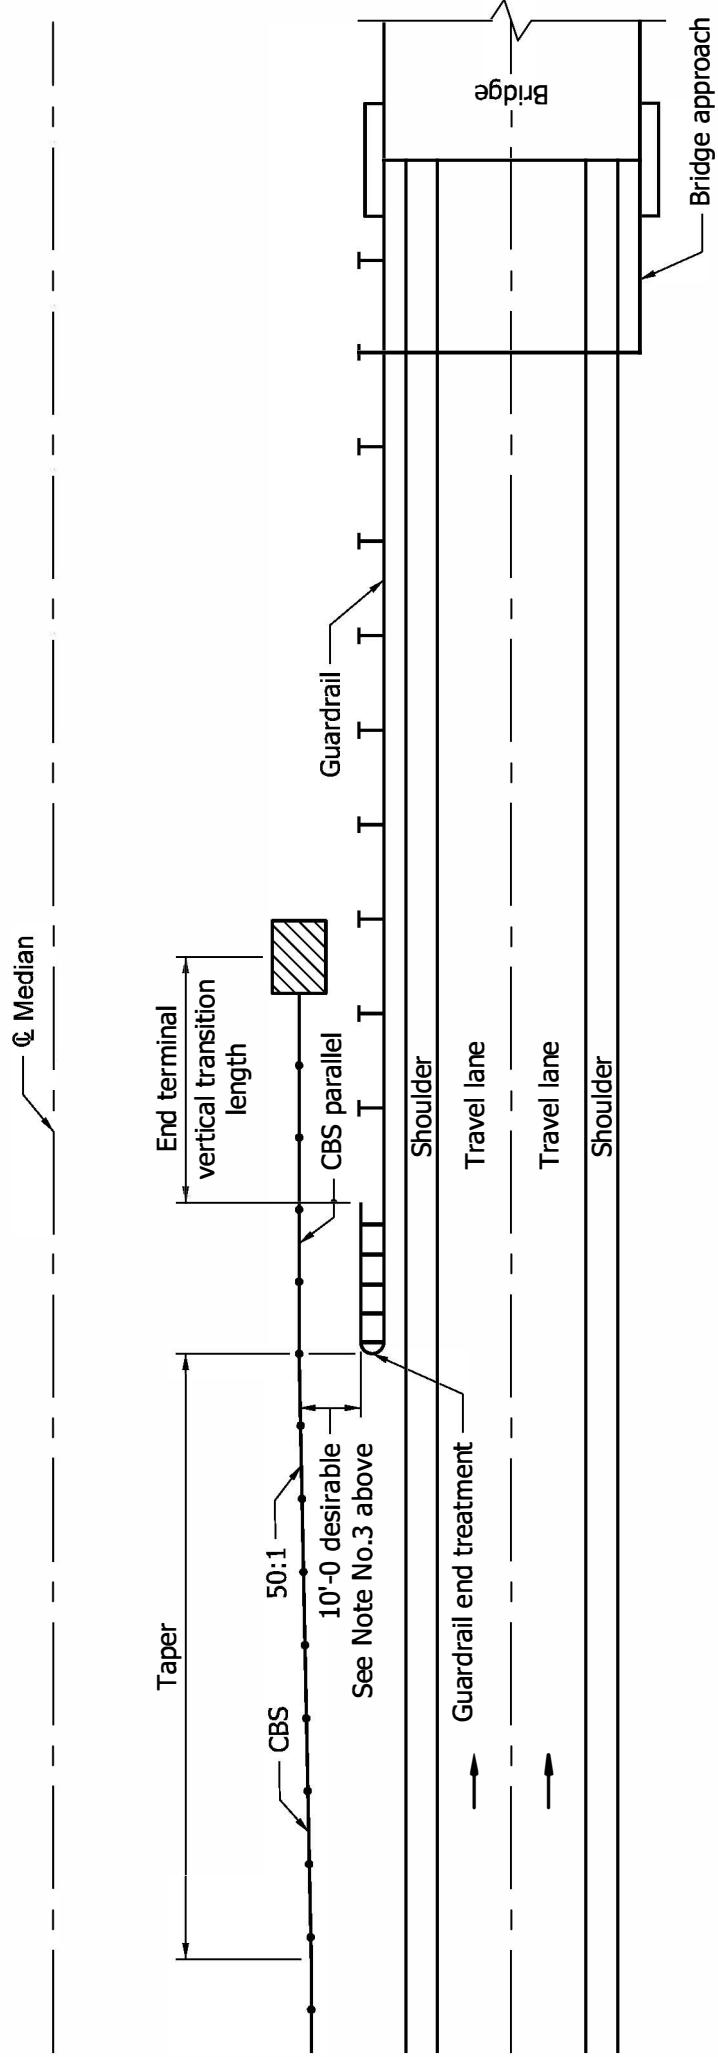 Bridge
Bridge approach
Guardrail
℄ Median
End terminal
vertical transition
length
CBS parallel
Shoulder
Travel lane
Travel lane
Shoulder
Taper
50:1
10'-0 desirable
See Note No.3 above
CBS
Guardrail end treatment